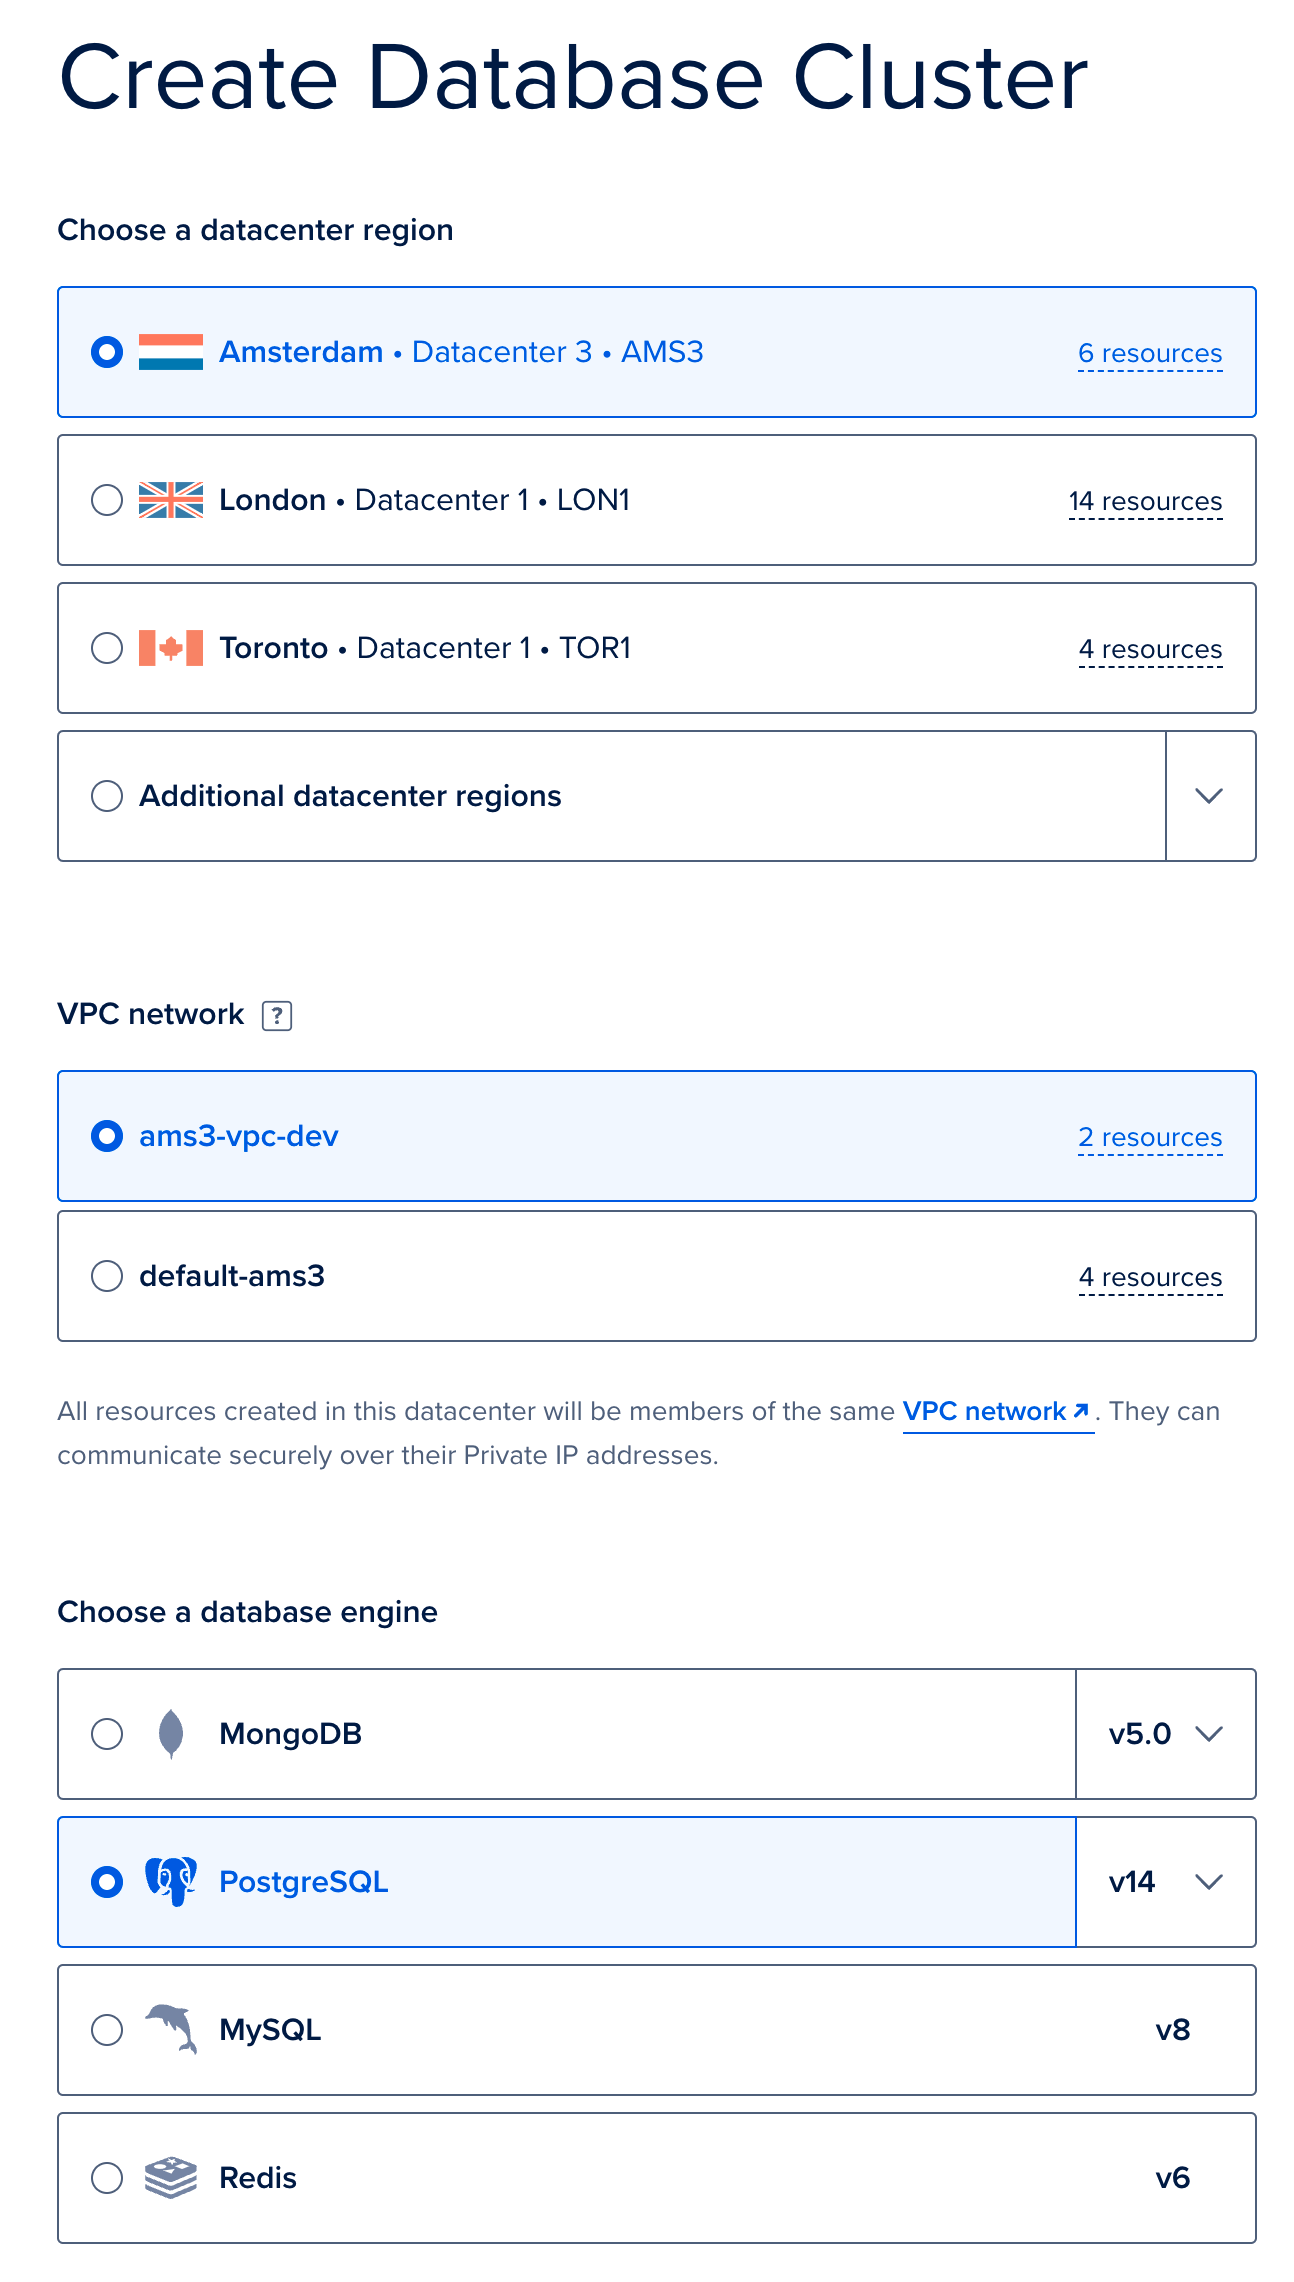 Create Database Cluster
Choose a datacenter region
Amsterdam • Datacenter 3 • AMS3 6 resources
London • Datacenter 1 • LON1 14 resources
Toronto • Datacenter 1 • TOR1 4 resources
Additional datacenter regions
VPC network ?
ams3-vpc-dev 2 resources
default-ams3 4 resources
All resources created in this datacenter will be members of the same VPC network. They can
communicate securely over their Private IP addresses.
Choose a database engine
MongoDB v5.0
PostgreSQL v14
MySQL v8
Redis v6